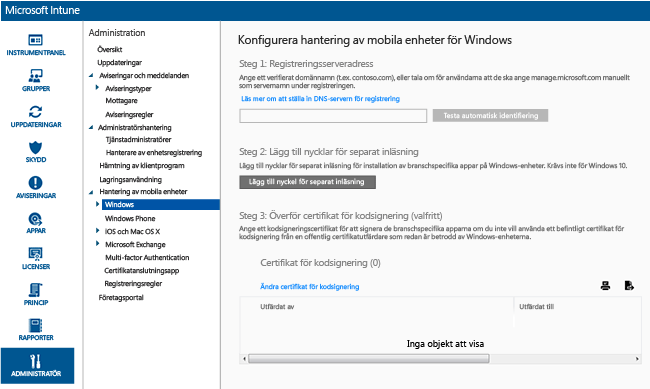 Microsoft Intune
INSTRUMENTPANEL
GRUPPER
UPPDATERINGAR
SKYDD
AVISERINGAR
APPAR
LICENSER
PRINCIP
RAPPORTER
ADMINISTRATÖR
Administration
Översikt
Uppdateringar
Aviseringar och meddelanden
Aviseringstyper
Mottagare
Aviseringsregler
Administratörshantering
Tjänstadministratörer
Hanterare av enhetsregistrering
Hämtning av klientprogram
Lagringsanvändning
Hantering av mobila enheter
Windows
Windows Phone
iOS och Mac OS X
Microsoft Exchange
Multi-factor Authentication
Certifikatanslutningsapp
Registreringsregler
Företagsportal
Konfigurera hantering av mobila enheter för Windows
Steg 1: Registreringsserveradress
Ange ett verifierat domännamn (t.ex. contoso.com), eller tala om för användarna att de ska ange manage.microsoft.com manuellt
som servernamn under registreringen.
Läs mer om att ställa in DNS-servern för registrering
Testa automatisk identifiering
Steg 2: Lägg till nycklar för separat inläsning
Lägg till nycklar för separat inläsning för installation av branschspecifika appar på Windows-enheter. Krävs inte för Windows 10.
Lägg till nyckel för separat inläsning
Steg 3: Överför certifikat för kodsignering (valfritt)
Ange ett kodsigneringscertifikat för att signera de branschspecifika apparna om du inte vill använda ett befintligt certifikat för
kodsignering från en offentlig certifikatutfärdare som redan är betrodd av Windows-enheterna.
Certifikat för kodsignering (0)
Ändra certifikat för kodsignering
Utfärdat av
Utfärdat till
Inga objekt att visa